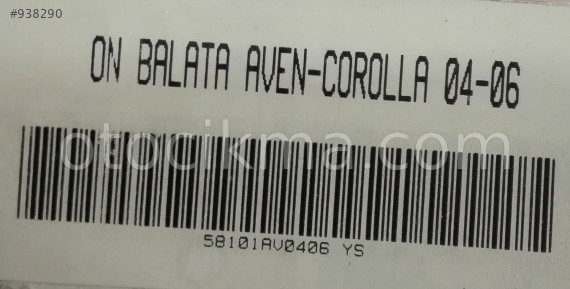 #938290
ON BALATA AVEN-COROLLA 04-06
otocikma.com
58101AV0406 YS